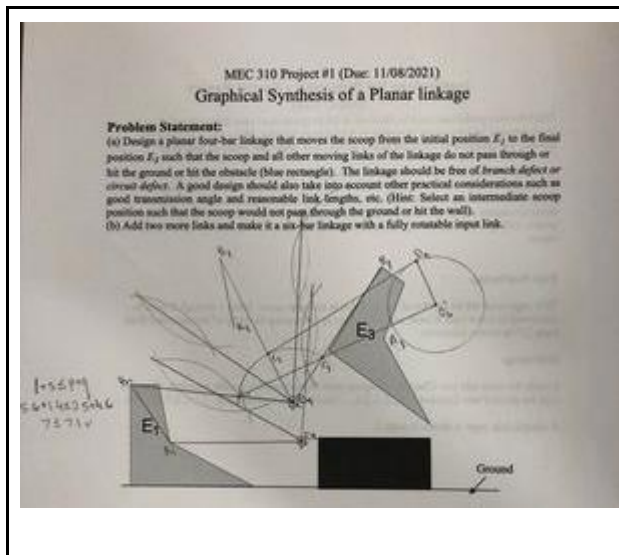 MEC 310 Project #1 (Due: 11/08/2021)
Graphical Synthesis of a Planar linkage
Problem Statement:
(a) Design a planar four-bar linkage that moves the scoop from the initial position E1 to the final
position E3 such that the scoop and all other moving links of the linkage do not pass through or
hit the ground or hit the obstacle (blue rectangle). The linkage should be free of branch defect or
circuit defect. A good design should also take into account other practical considerations such as
good transmission angle and reasonable link-lengths, etc. (Hint: Select an intermediate scoop
position such that the scoop would not pass through the ground or hit the wall).
(b) Add two more links and make it a six-bar linkage with a fully rotatable input link.
E3
E1
Ground